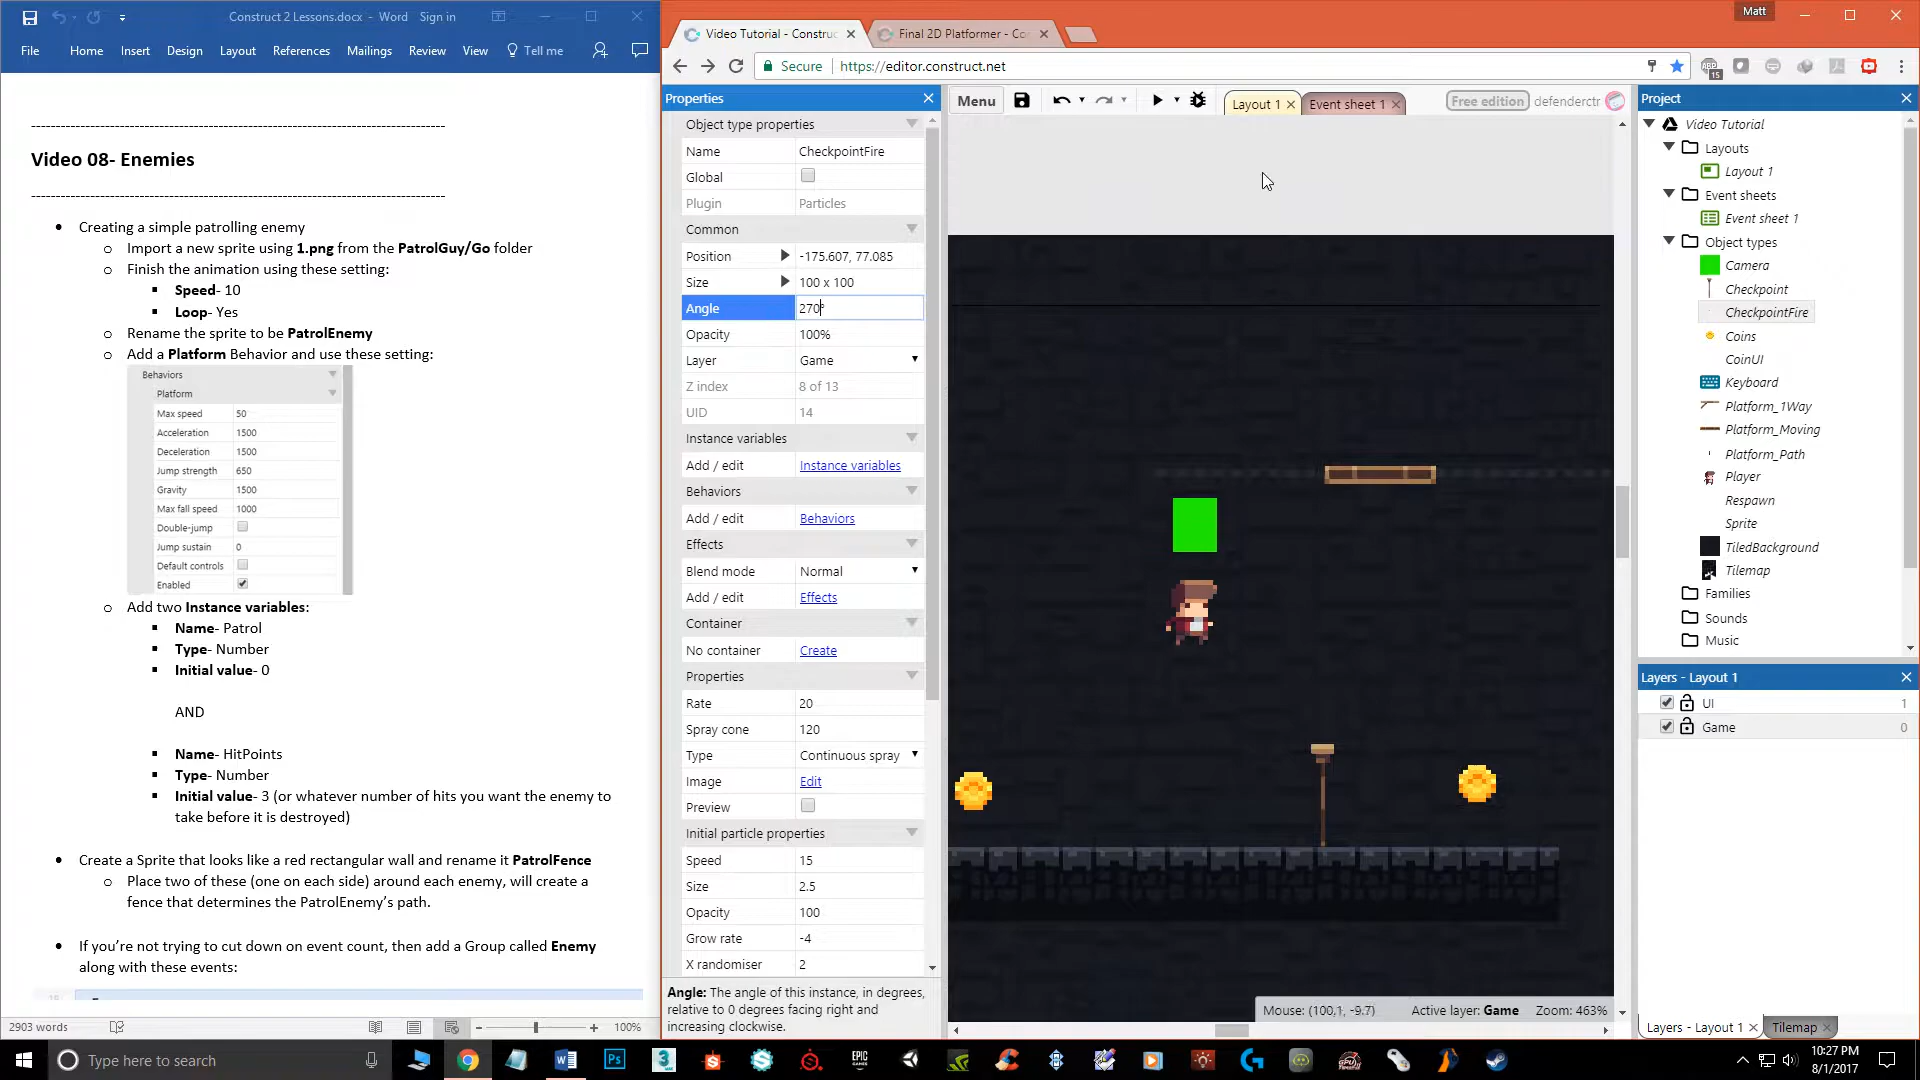 Construct 2 Lessons.docx - Word Sign in
File Home Insert Design Layout References Mailings Review View Tell me
Video 08- Enemies
• Creating a simple patrolling enemy
o Import a new sprite using 1.png from the PatrolGuy/Go folder
o Finish the animation using these setting:
▪ Speed- 10
▪ Loop- Yes
o Rename the sprite to be PatrolEnemy
o Add a Platform Behavior and use these setting:
Behaviors
Platform
Max speed 50
Acceleration 1500
Deceleration 1500
Jump strength 650
Gravity 1500
Max fall speed 1000
Double-jump
Jump sustain 0
Default controls
Enabled
o Add two Instance variables:
▪ Name- Patrol
▪ Type- Number
▪ Initial value- 0
AND
▪ Name- HitPoints
▪ Type- Number
▪ Initial value- 3 (or whatever number of hits you want the enemy to
take before it is destroyed)
• Create a Sprite that looks like a red rectangular wall and rename it PatrolFence
o Place two of these (one on each side) around each enemy, will create a
fence that determines the PatrolEnemy's path.
• If you're not trying to cut down on event count, then add a Group called Enemy
along with these events:
2903 words 100%
Matt
Video Tutorial - Construc Final 2D Platformer - Co
Secure https://editor.construct.net
15
Properties
Object type properties
Name CheckpointFire
Global
Plugin Particles
Common
Position -175.607, 77.085
Size 100 x 100
Angle 270°
Opacity 100%
Layer Game
Z index 8 of 13
UID 14
Instance variables
Add / edit Instance variables
Behaviors
Add / edit Behaviors
Effects
Blend mode Normal
Add / edit Effects
Container
No container Create
Properties
Rate 20
Spray cone 120
Type Continuous spray
Image Edit
Preview
Initial particle properties
Speed 15
Size 2.5
Opacity 100
Grow rate -4
X randomiser 2
Angle: The angle of this instance, in degrees,
relative to 0 degrees facing right and
increasing clockwise.
Menu Layout 1 Event sheet 1 Free edition defenderctr
Mouse: (100,1, -9.7) Active layer: Game Zoom: 463%
Project
Video Tutorial
Layouts
Layout 1
Event sheets
Event sheet 1
Object types
Camera
Checkpoint
CheckpointFire
Coins
CoinUI
Keyboard
Platform_1Way
Platform_Moving
Platform_Path
Player
Respawn
Sprite
TiledBackground
Tilemap
Families
Sounds
Music
Layers - Layout 1
UI 1
Game 0
Layers - Layout 1 Tilemap
Type here to search
Ps
EPIC
GAMES
10:27 PM
8/1/2017